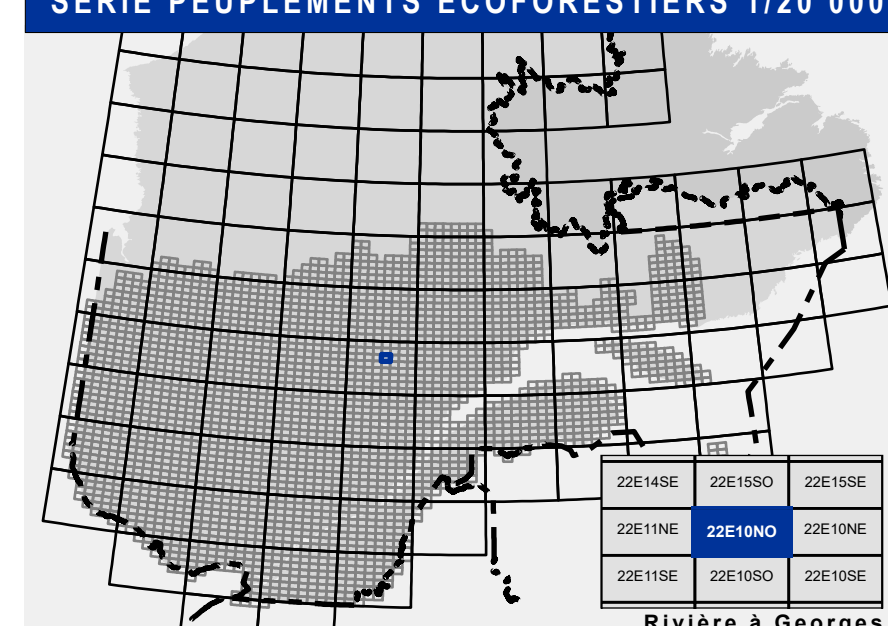 SÉRIE PEUPLEMENTS ÉCOFORESTIERS 1/20 000
22E14SE 22E15SO 22E15SE
22E11NE 22E10NO 22E10NE
22E11SE 22E10SO 22E10SE
Rivière à Georges